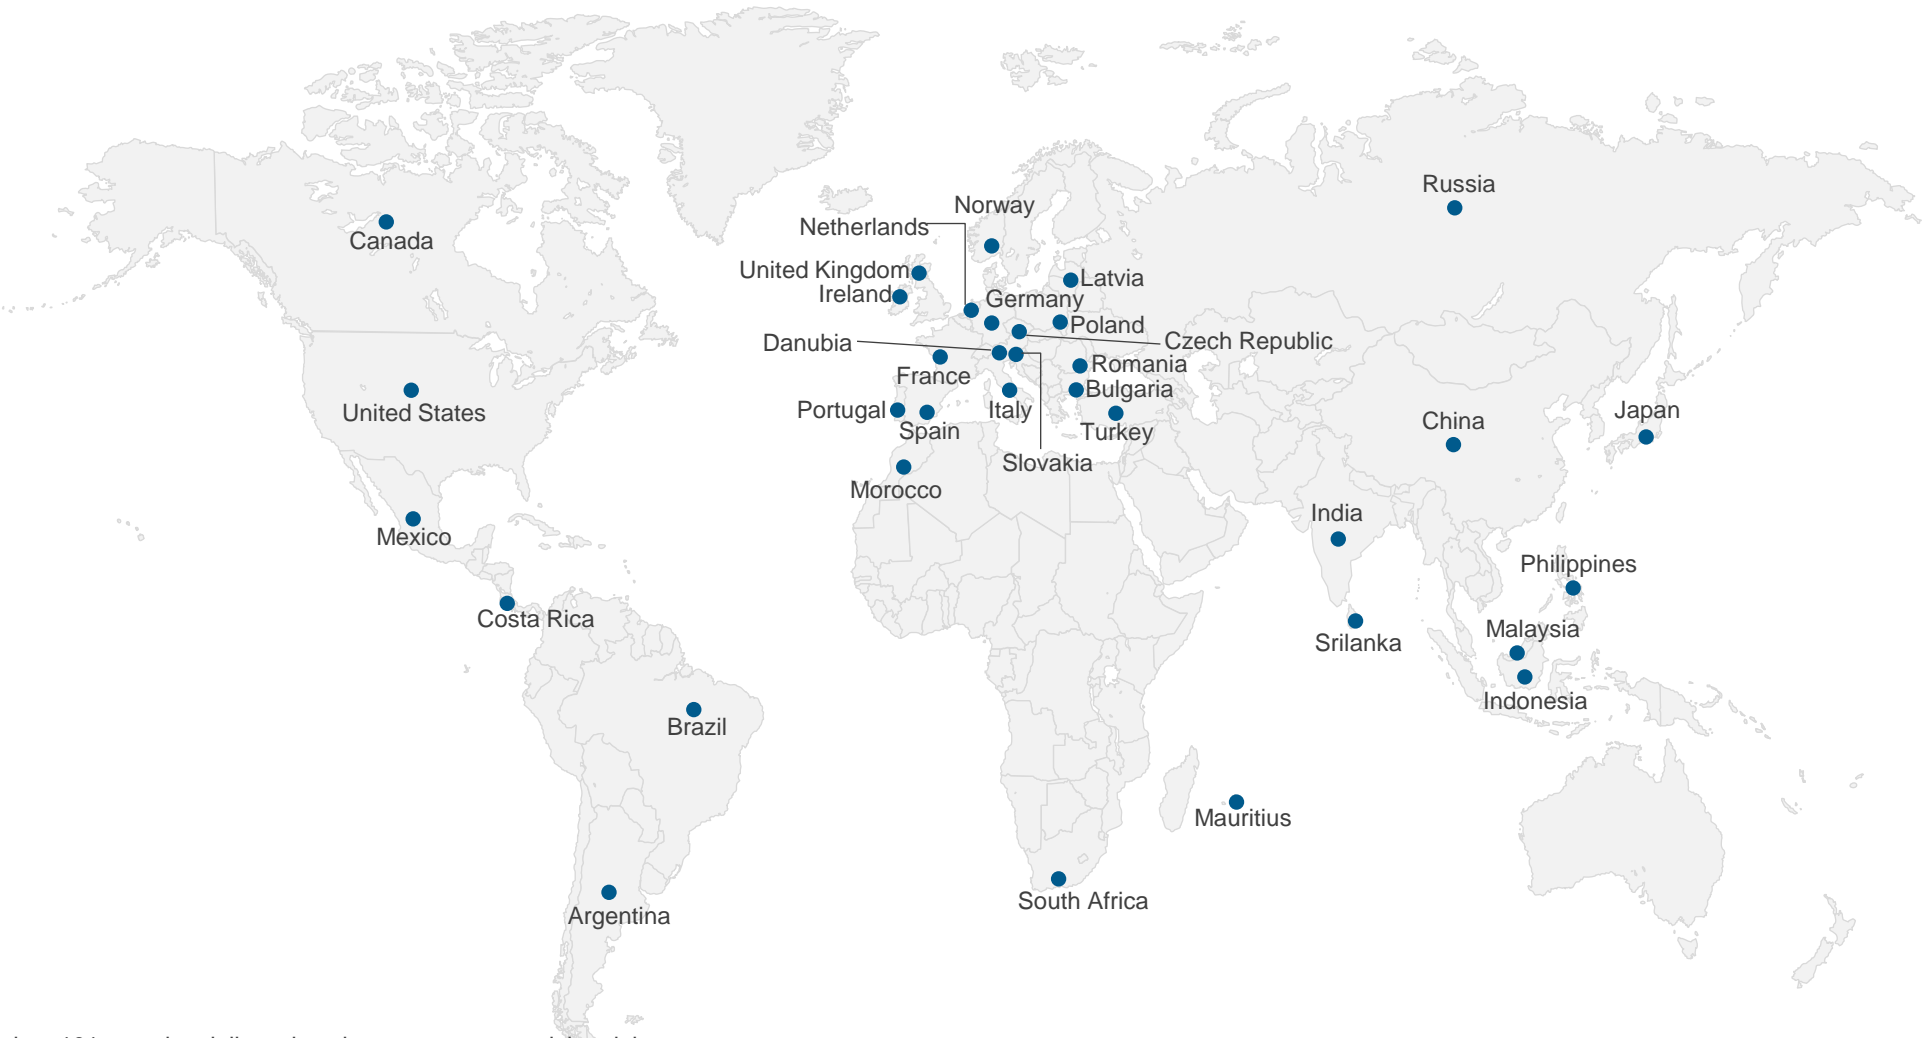 Russia
Norway
Netherlands
Canada
United Kingdom
Latvia
Ireland
Germany
Poland
Danubia
Czech Republic
Romania
France
Bulgaria
United States
Portugal
Italy
Japan
Spain
Turkey
China
Slovakia
Morocco
India
Mexico
Philippines
Costa Rica
Malaysia
Srilanka
Indonesia
Brazil
Mauritius
South Africa
Argentina